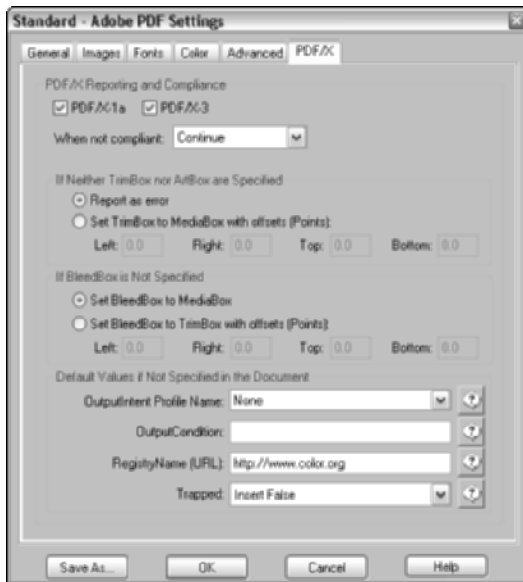 Standard - Adobe PDF Settings
General Images Fonts Color Advanced PDF/X
PDF/X Reporting and Compliance
PDF/X-1a PDF/X-3
When not compliant: Continue
If Neither TrimBox nor ArtBox are Specified
Report as error
Set TrimBox to MediaBox with offsets (Points):
Left: 0.0 Right: 0.0 Top: 0.0 Bottom: 0.0
If BleedBox is Not Specified
Set BleedBox to MediaBox
Set BleedBox to TrimBox with offsets (Points):
Left: 0.0 Right: 0.0 Top: 0.0 Bottom: 0.0
Default Values if Not Specified in the Document
OutputIntent Profile Name: None
OutputCondition:
RegistryName (URL): http://www.color.org
Trapped: Insert False
Save As... OK Cancel Help